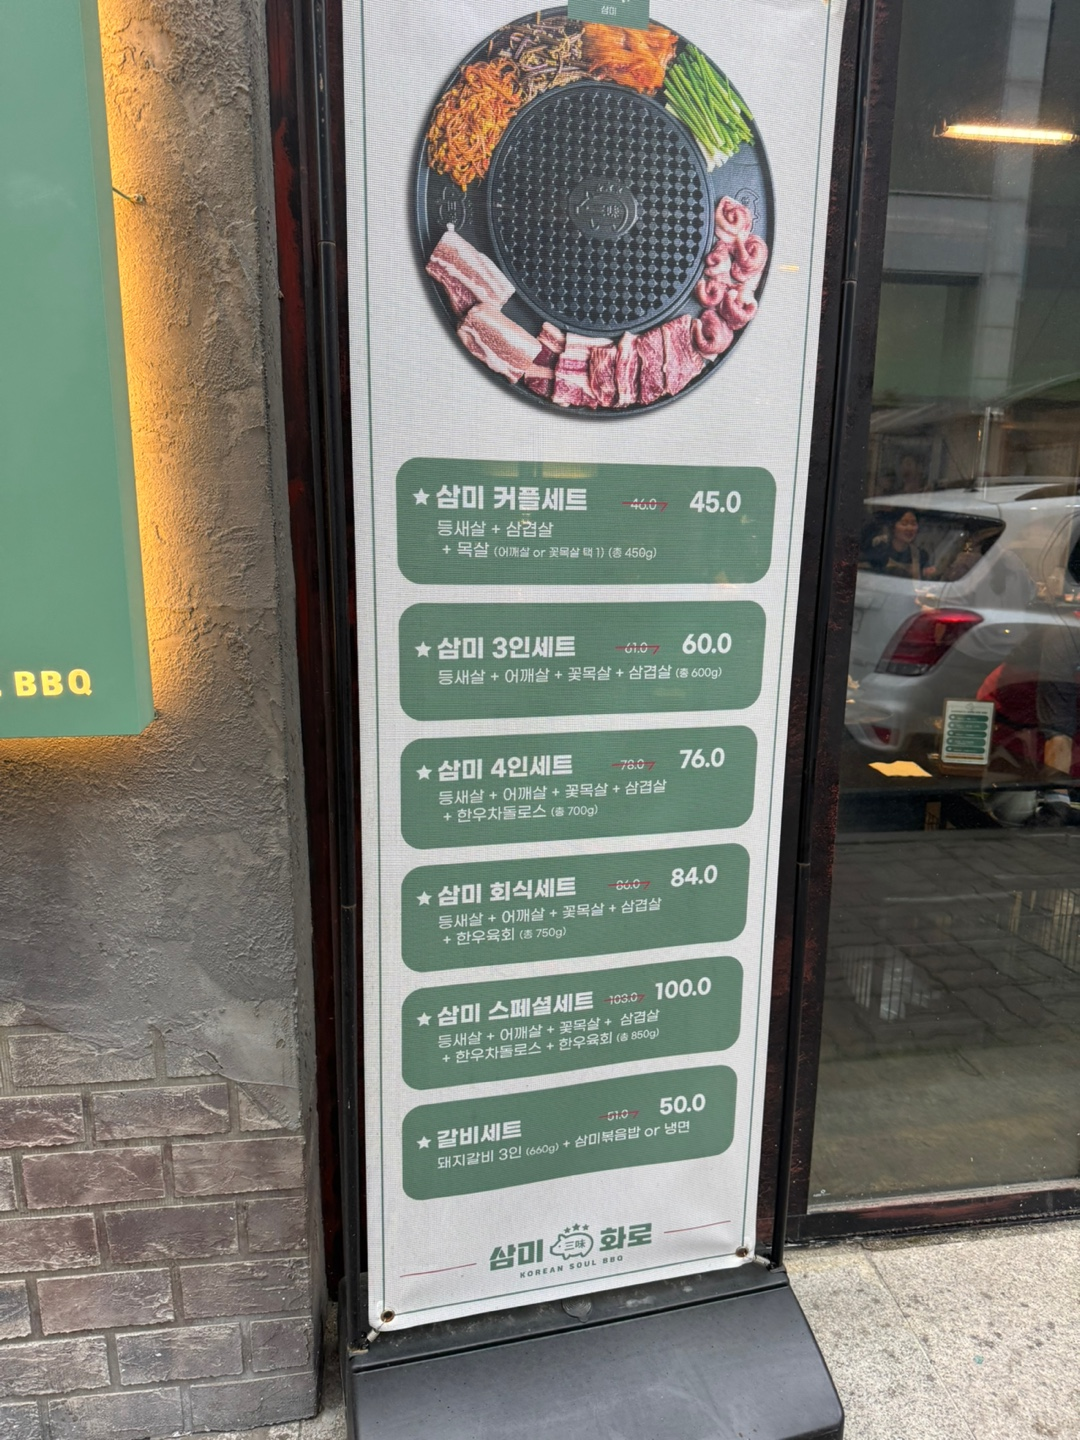 삼미
三味
★ 삼미 커플세트 46.0 45.0
등새살 + 삼겹살
+ 목살 (어깨살 or 꽃목살 택 1) (총 450g)
★ 삼미 3인세트 61.0 60.0
등새살 + 어깨살 + 꽃목살 + 삼겹살 (총 600g)
★ 삼미 4인세트 78.0 76.0
등새살 + 어깨살 + 꽃목살 + 삼겹살
+ 한우차돌로스 (총 700g)
★ 삼미 회식세트 86.0 84.0
등새살 + 어깨살 + 꽃목살 + 삼겹살
+ 한우육회 (총 750g)
★ 삼미 스페셜세트 103.0 100.0
등새살 + 어깨살 + 꽃목살 + 삼겹살
+ 한우차돌로스 + 한우육회 (총 850g)
★ 갈비세트 51.0 50.0
돼지갈비 3인 (660g) + 삼미볶음밥 or 냉면
삼미 三味 화로
KOREAN SOUL BBQ
BBQ